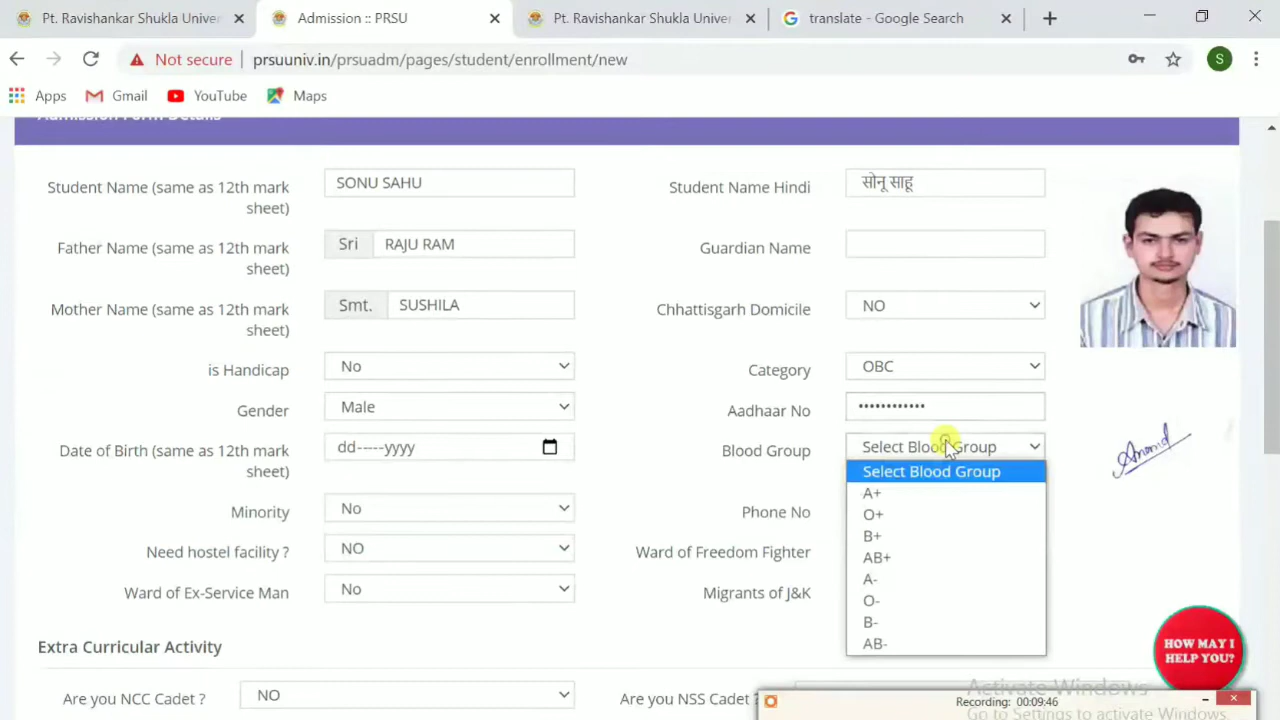 Pt. Ravishankar Shukla Univer
Admission :: PRSU
Pt. Ravishankar Shukla Univer
translate - Google Search
Not secure
prsuuniv.in/prsuadm/pages/student/enrollment/new
S
Apps
Gmail
YouTube
Maps
Admission Form Details
Student Name (same as 12th mark
sheet)
SONU SAHU
Student Name Hindi
सोनू साहू
Father Name (same as 12th mark
sheet)
Sri
RAJU RAM
Guardian Name
Mother Name (same as 12th mark
sheet)
Smt.
SUSHILA
Chhattisgarh Domicile
NO
is Handicap
No
Category
OBC
Gender
Male
Aadhaar No
••••••••••••
Date of Birth (same as 12th mark
sheet)
dd-----yyyy
Blood Group
Select Blood Group
Select Blood Group
A+
O+
B+
AB+
A-
O-
B-
AB-
Minority
No
Phone No
Need hostel facility ?
NO
Ward of Freedom Fighter
Ward of Ex-Service Man
No
Migrants of J&K
Anand
HOW MAY I
HELP YOU?
Extra Curricular Activity
Are you NCC Cadet ?
NO
Are you NSS Cadet ?
Activate Windows
Go to Settings to activate Windows.
Recording: 00:09:46